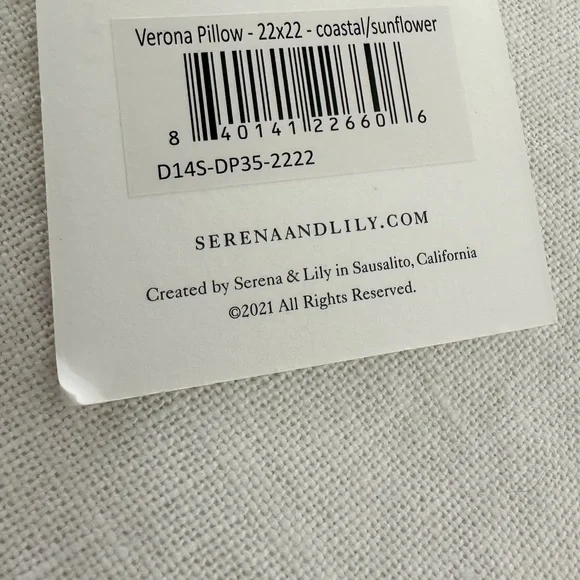 Verona Pillow - 22x22 - coastal/sunflower
8 40141 22660 6
D14S-DP35-2222
SERENAANDLILY.COM
Created by Serena & Lily in Sausalito, California
©2021 All Rights Reserved.